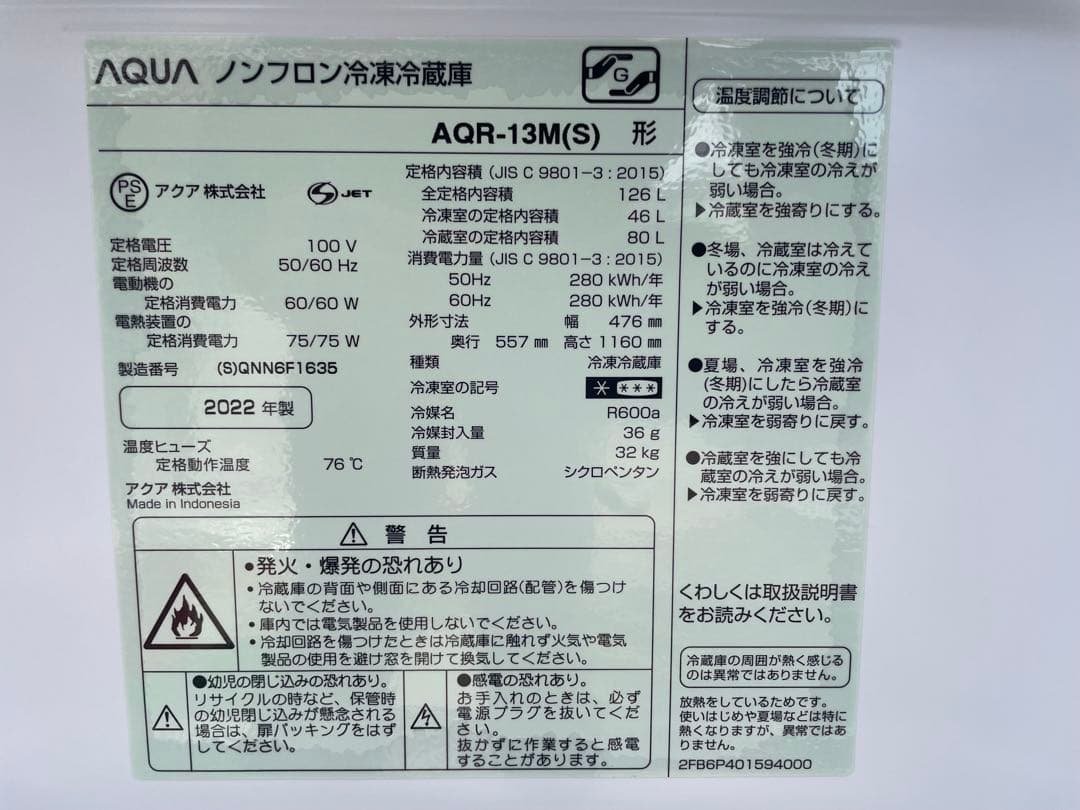 AQUA ノンフロン冷凍冷蔵庫
G
AQR-13M(S) 形
PS
E
アクア 株式会社
JET
定格電圧 100 V
定格周波数 50/60 Hz
電動機の
定格消費電力 60/60 W
電熱装置の
定格消費電力 75/75 W
製造番号 (S)QNN6F1635
2022 年製
温度ヒューズ
定格動作温度 76 ℃
アクア 株式会社
Made in Indonesia
定格内容積 (JIS C 9801-3 : 2015)
全定格内容積 126 L
冷凍室の定格内容積 46 L
冷蔵室の定格内容積 80 L
消費電力量 (JIS C 9801-3 : 2015)
50Hz 280 kWh/年
60Hz 280 kWh/年
外形寸法 幅 476 mm
奥行 557 mm 高さ 1160 mm
種類 冷凍冷蔵庫
冷凍室の記号 * ***
冷媒名 R600a
冷媒封入量 36 g
質量 32 kg
断熱発泡ガス シクロペンタン
警 告
●発火・爆発の恐れあり
・冷蔵庫の背面や側面にある冷却回路(配管)を傷つけ
ないでください。
・庫内では電気製品を使用しないでください。
・冷却回路を傷つけたときは冷蔵庫に触れず火気や電気
製品の使用を避け窓を開けて換気してください。
●幼児の閉じ込みの恐れあり。
リサイクルの時など、保管時
の幼児閉じ込みが懸念される
場合は、扉パッキングをはず
してください。
●感電の恐れあり。
お手入れのときは、必ず
電源プラグを抜いてくだ
さい。
抜かずに作業すると感電
することがあります。
温度調節について
●冷凍室を強冷(冬期)に
しても冷凍室の冷えが
弱い場合。
▶冷蔵室を強寄りにする。
●冬場、冷蔵室は冷えて
いるのに冷凍室の冷え
が弱い場合。
▶冷凍室を強冷(冬期)に
する。
●夏場、冷凍室を強冷
(冬期)にしたら冷蔵室
の冷えが弱い場合。
▶冷凍室を弱寄りに戻す。
●冷蔵室を強にしても冷
蔵室の冷えが弱い場合。
▶冷凍室を弱寄りに戻す。
くわしくは取扱説明書
をお読みください。
冷蔵庫の周囲が熱く感じる
のは異常ではありません。
放熱をしているためです。
使いはじめや夏場などは特に
熱くなりますが、異常ではあ
りません。
2FB6P401594000